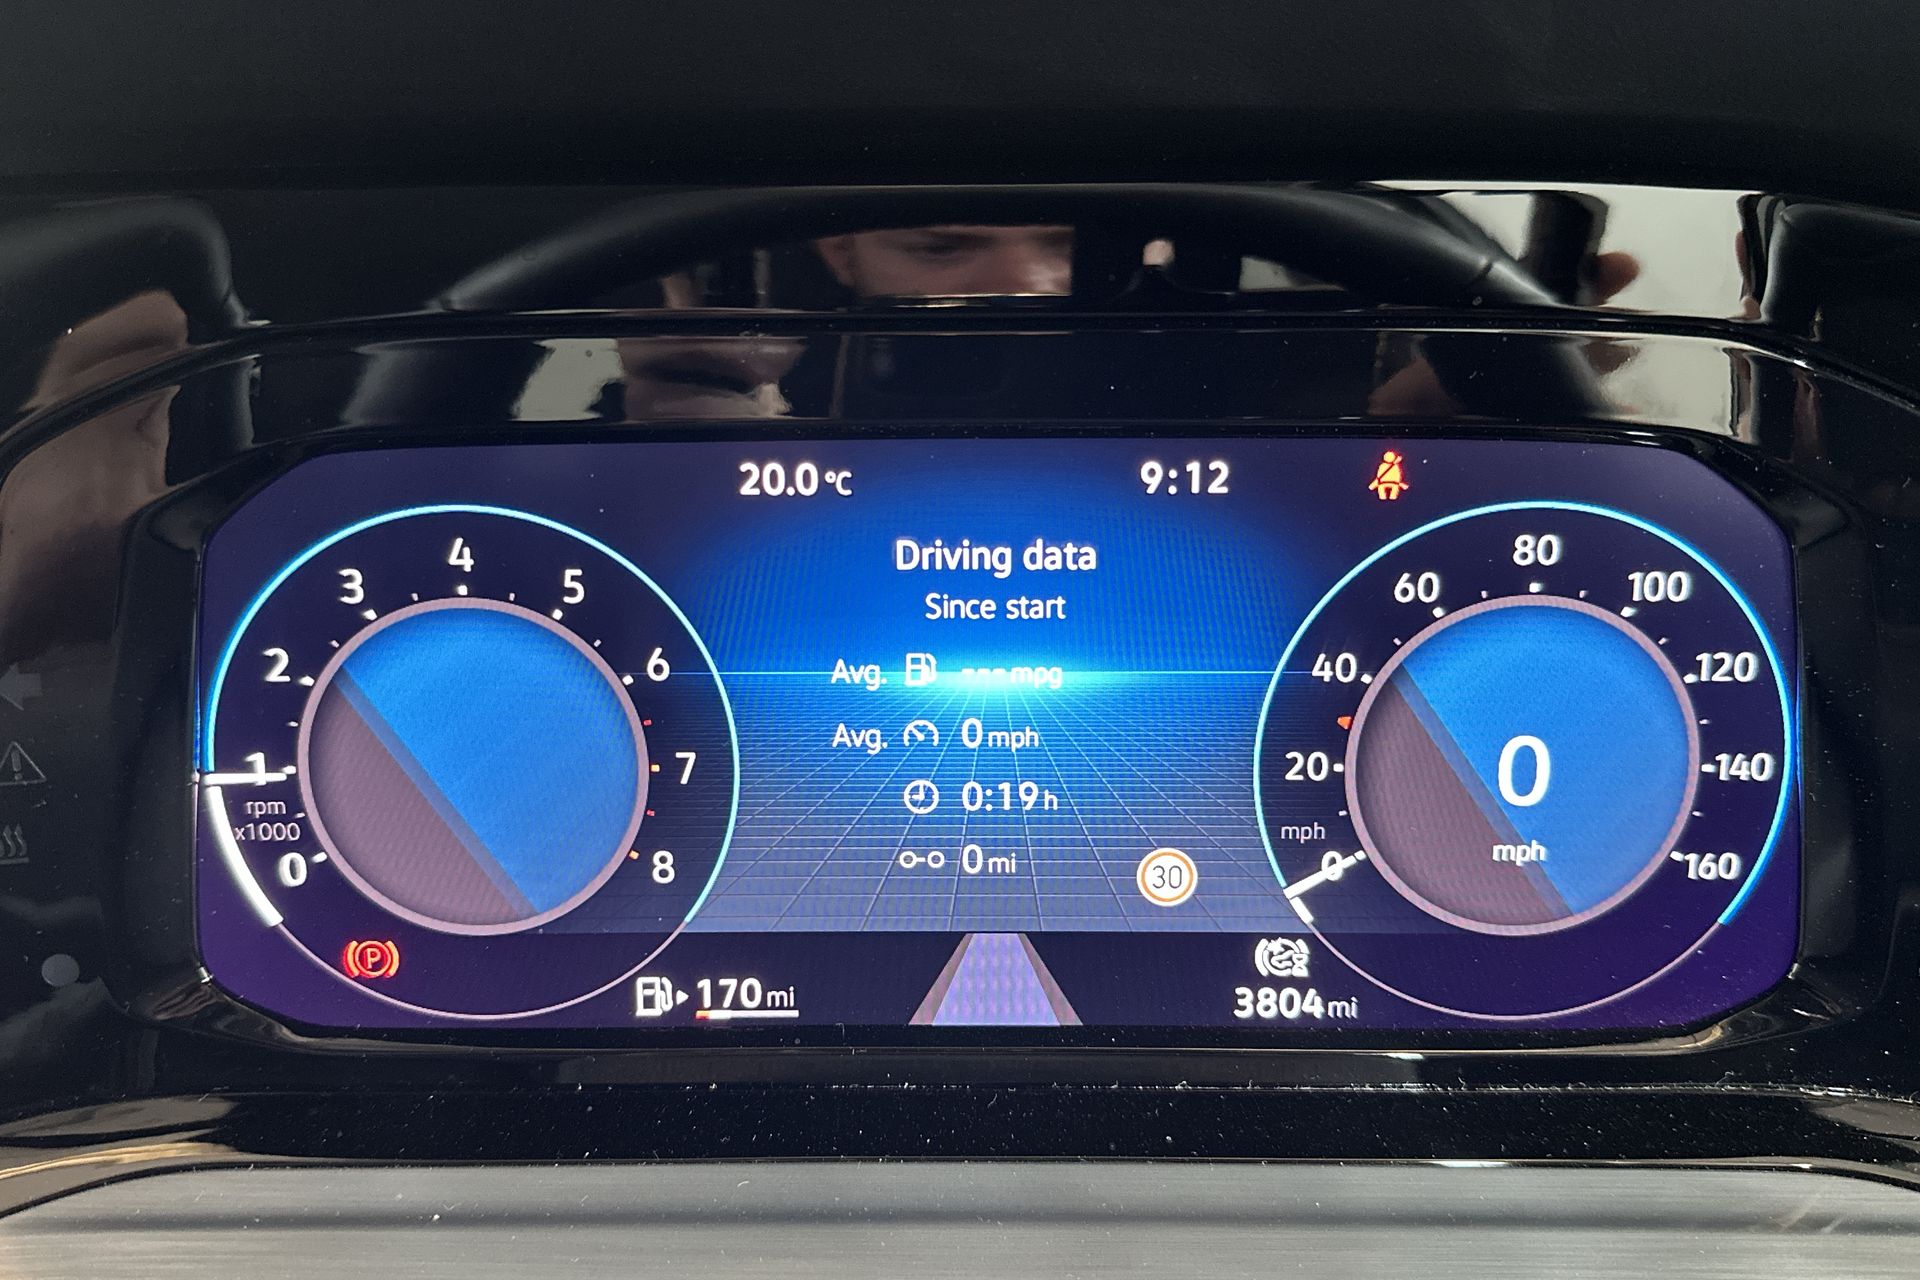 20.0 °C
9:12
Driving data
Since start
Avg. --- mpg
Avg. 0 mph
0:19 h
0 mi
30
0
1
2
3
4
5
6
7
8
rpm
x1000
P
170 mi
0
20
40
60
80
100
120
140
160
mph
0
mph
3804 mi